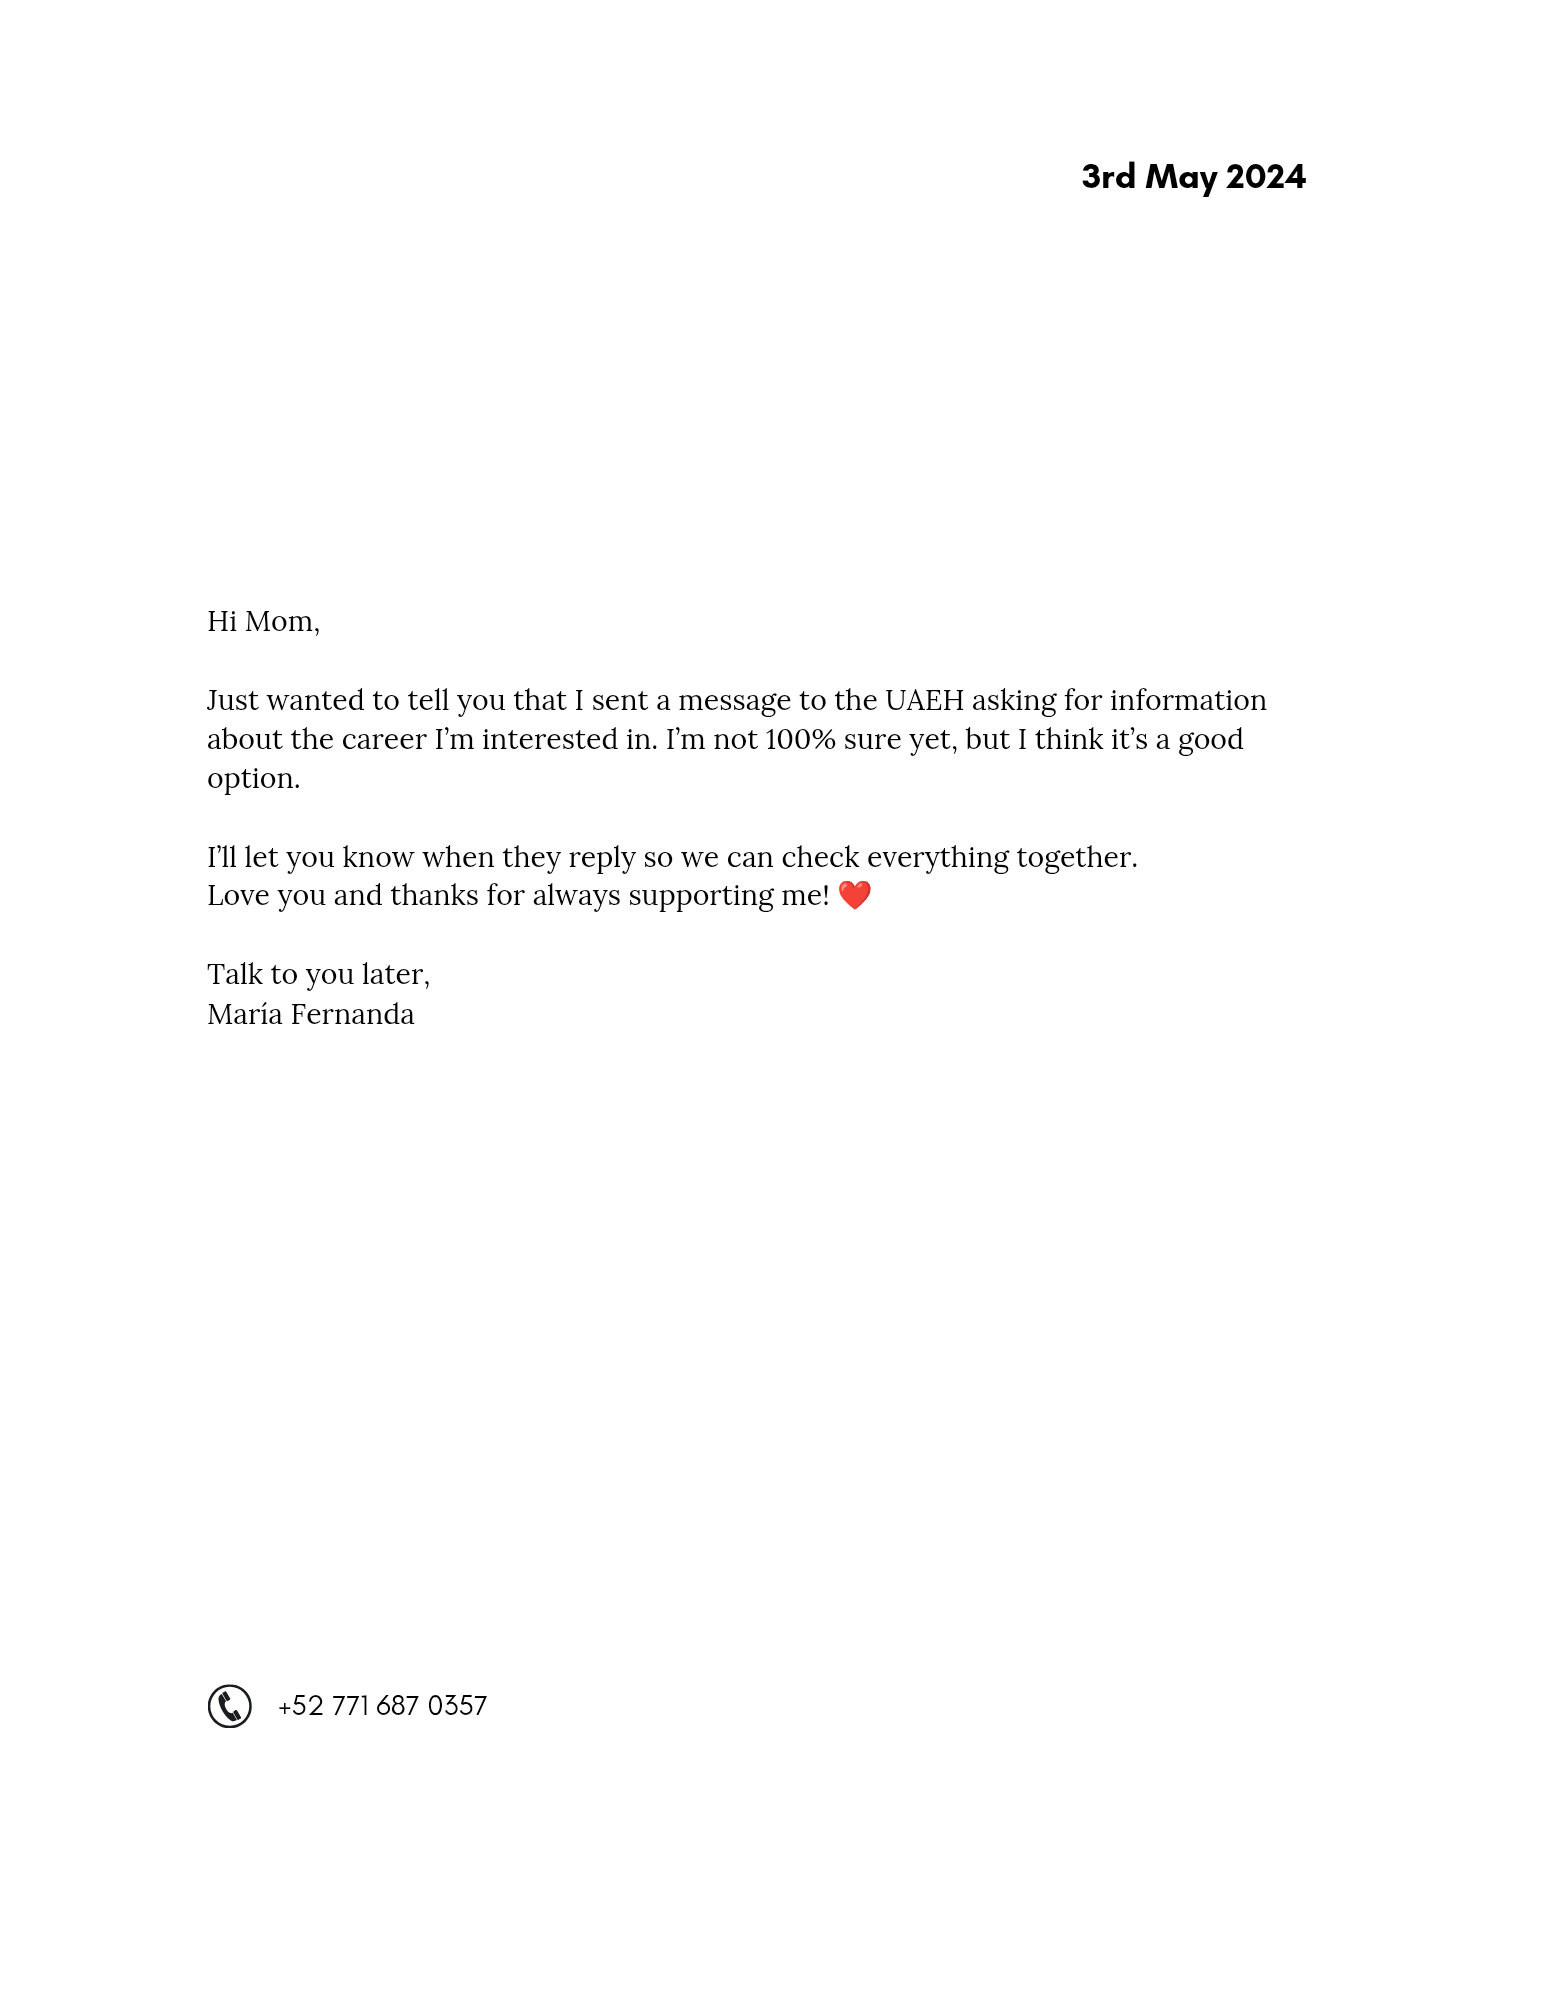 3rd May 2024
Hi Mom,
Just wanted to tell you that I sent a message to the UAEH asking for information
about the career I’m interested in. I’m not 100% sure yet, but I think it’s a good
option.
I’ll let you know when they reply so we can check everything together.
Love you and thanks for always supporting me! ❤️
Talk to you later,
María Fernanda
+52 771 687 0357